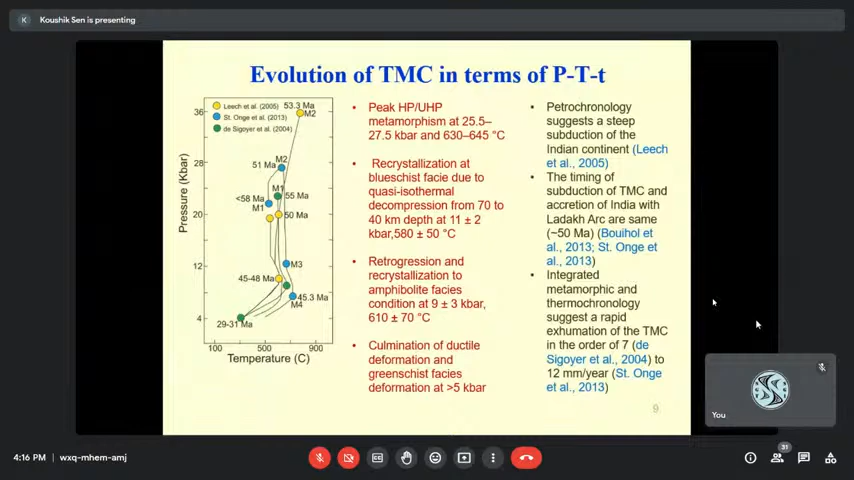 K Koushik Sen is presenting
Evolution of TMC in terms of P-T-t
Leech et al. (2005)
St. Onge et al. (2013)
de Sigoyer et al. (2004)
53.3 Ma
M2
36
28
20
12
4
Pressure (Kbar)
51 Ma
M2
M1
55 Ma
<58 Ma
M1
50 Ma
M3
45-48 Ma
45.3 Ma
M4
29-31 Ma
100 500 900
Temperature (C)
• Peak HP/UHP
metamorphism at 25.5–
27.5 kbar and 630–645 °C
• Recrystallization at
blueschist facie due to
quasi-isothermal
decompression from 70 to
40 km depth at 11 ± 2
kbar,580 ± 50 °C
• Retrogression and
recrystallization to
amphibolite facies
condition at 9 ± 3 kbar,
610 ± 70 °C
• Culmination of ductile
deformation and
greenschist facies
deformation at >5 kbar
• Petrochronology
suggests a steep
subduction of the
Indian continent (Leech
et al., 2005)
• The timing of
subduction of TMC and
accretion of India with
Ladakh Arc are same
(~50 Ma) (Bouihol et
al., 2013; St. Onge et
al., 2013)
• Integrated
metamorphic and
thermochronology
suggest a rapid
exhumation of the TMC
in the order of 7 (de
Sigoyer et al., 2004) to
12 mm/year (St. Onge
et al., 2013)
9
You
4:16 PM | wxq-mhem-amj
31